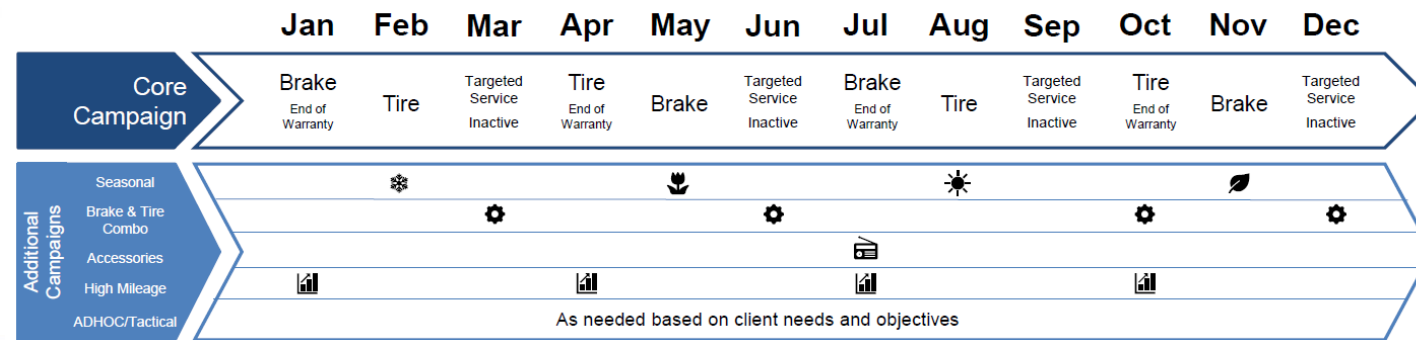 Jan Feb Mar Apr May Jun Jul Aug Sep Oct Nov Dec
Core
Campaign
Brake
End of
Warranty
Tire
Targeted
Service
Inactive
Tire
End of
Warranty
Brake
Targeted
Service
Inactive
Brake
End of
Warranty
Tire
Targeted
Service
Inactive
Tire
End of
Warranty
Brake
Targeted
Service
Inactive
Additional
Campaigns
Seasonal
Brake & Tire
Combo
Accessories
High Mileage
ADHOC/Tactical
As needed based on client needs and objectives